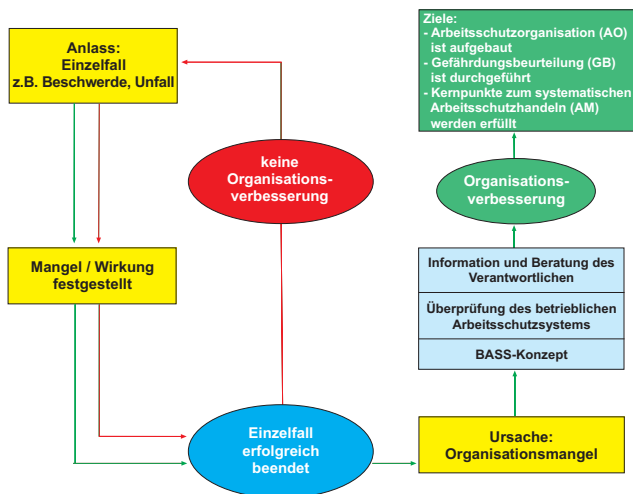 Anlass:
Einzelfall
z.B. Beschwerde, Unfall
Mangel / Wirkung
festgestellt
keine
Organisations-
verbesserung
Einzelfall
erfolgreich
beendet
Ursache:
Organisationsmangel
BASS-Konzept
Überprüfung des betrieblichen
Arbeitsschutzsystems
Information und Beratung des
Verantwortlichen
Organisations-
verbesserung
Ziele:
- Arbeitsschutzorganisation (AO)
ist aufgebaut
- Gefährdungsbeurteilung (GB)
ist durchgeführt
- Kernpunkte zum systematischen
Arbeitsschutzhandeln (AM)
werden erfüllt